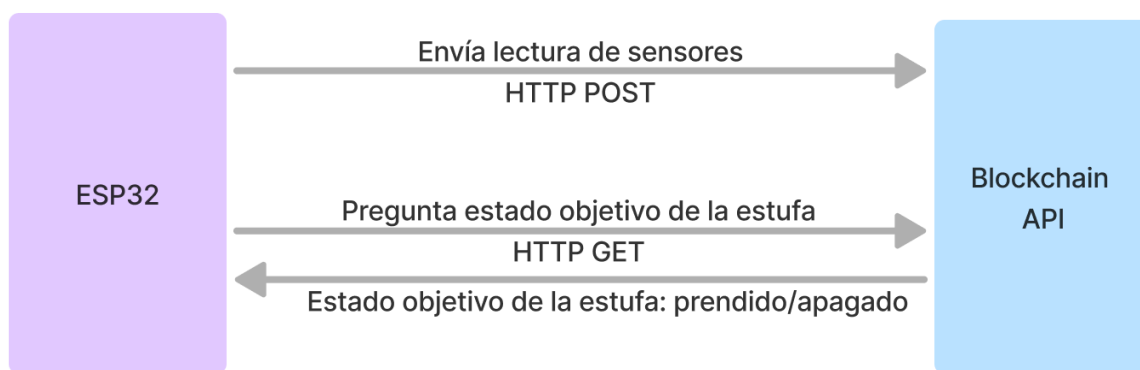 Envía lectura de sensores
HTTP POST
ESP32
Blockchain
API
Pregunta estado objetivo de la estufa
HTTP GET
Estado objetivo de la estufa: prendido/apagado